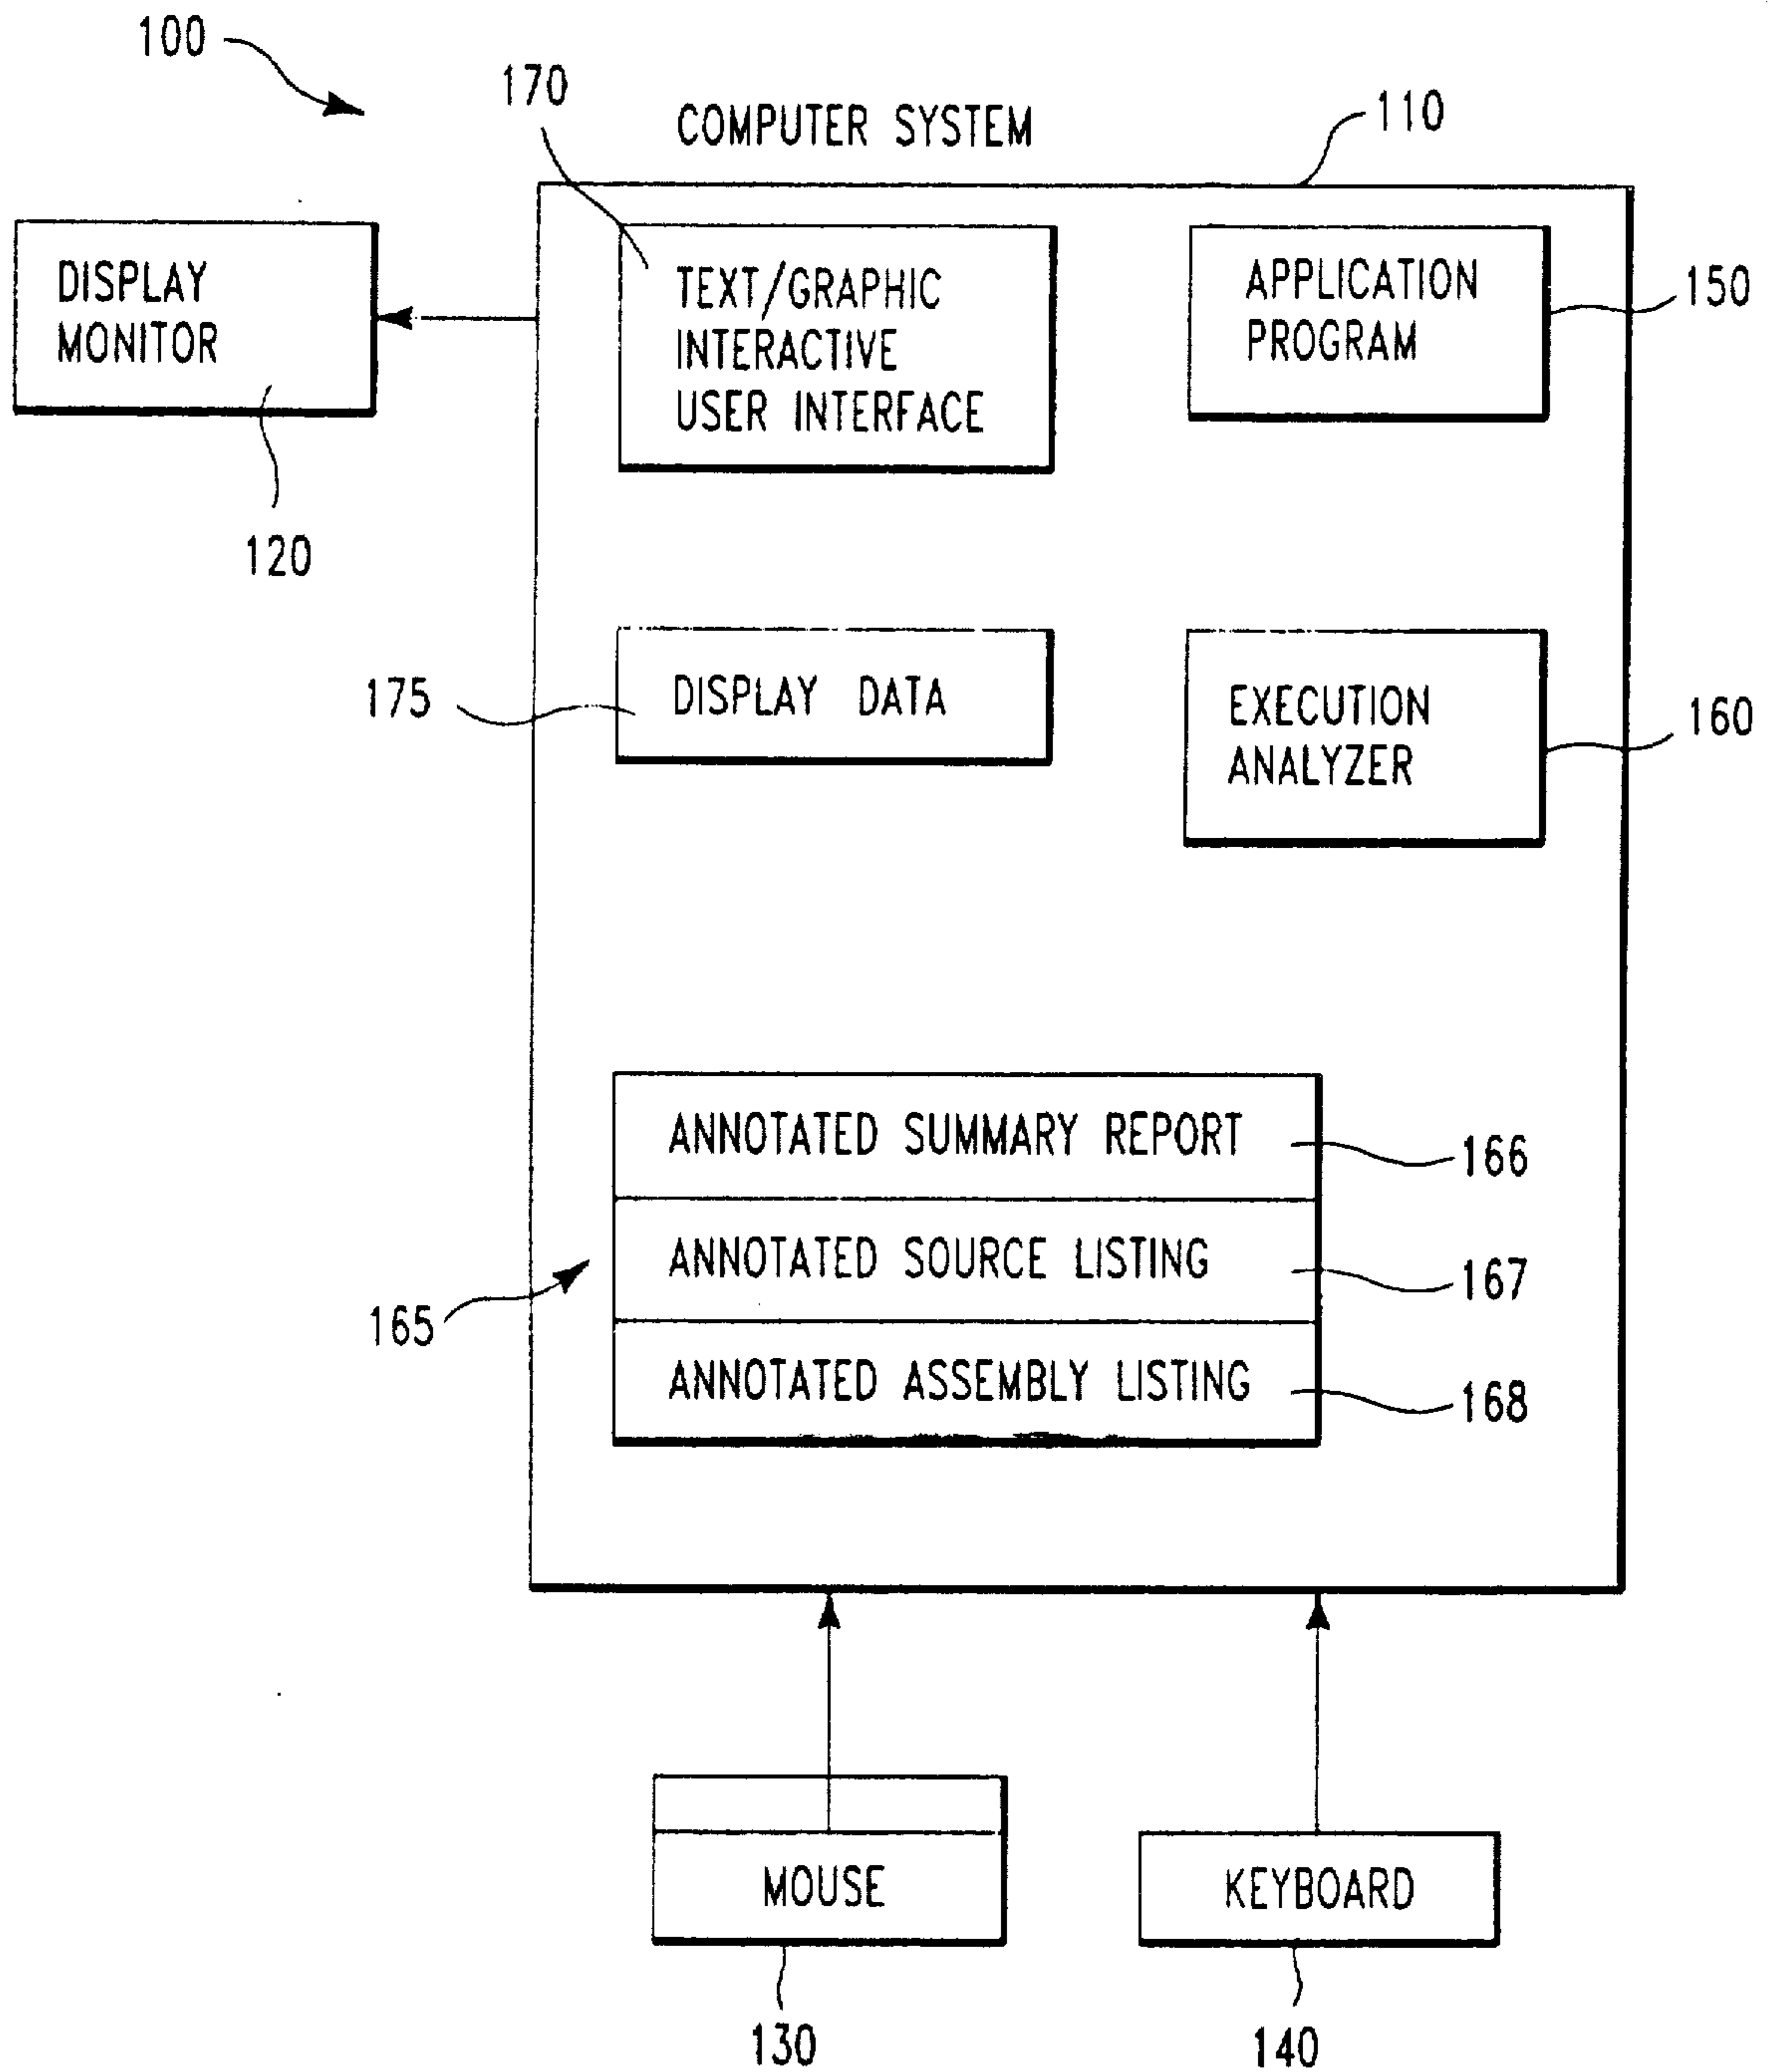 100
170
COMPUTER SYSTEM
110
DISPLAY
MONITOR
120
TEXT/GRAPHIC
INTERACTIVE
USER INTERFACE
APPLICATION
PROGRAM
150
175
DISPLAY DATA
EXECUTION
ANALYZER
160
ANNOTATED SUMMARY REPORT
166
ANNOTATED SOURCE LISTING
167
165
ANNOTATED ASSEMBLY LISTING
168
MOUSE
KEYBOARD
130
140